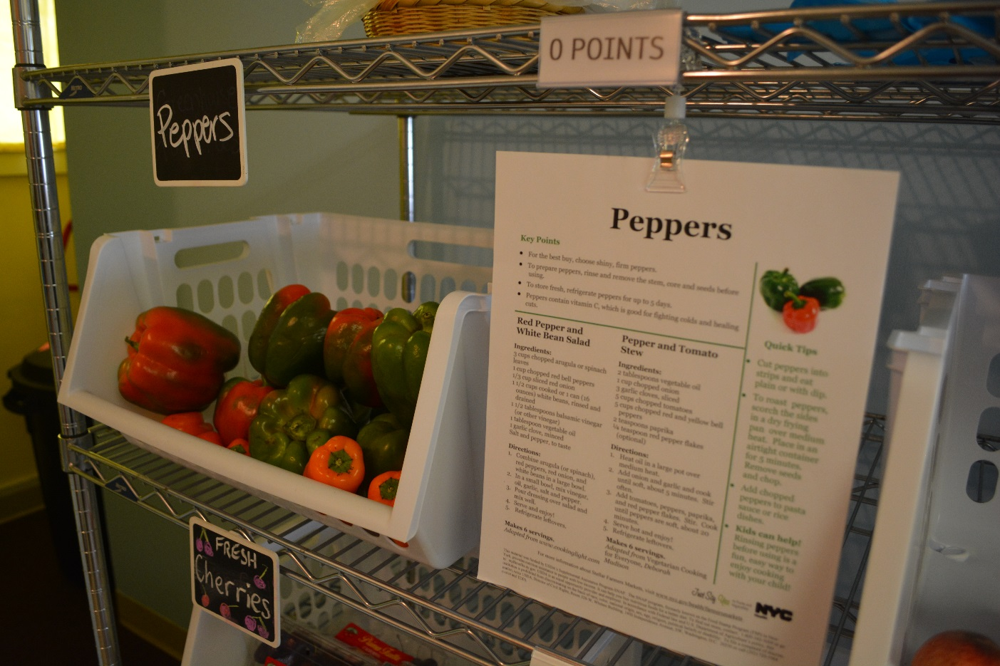 0 POINTS
Peppers
Peppers
Key Points
• For the best buy, choose shiny, firm peppers.
• To prepare peppers, rinse and remove the stem, core and seeds before
using.
• To store fresh, refrigerate peppers for up to 5 days.
• Peppers contain vitamin C, which is good for fighting colds and healing
cuts.
Red Pepper and
White Bean Salad
Ingredients:
3 cups chopped arugula or spinach
leaves
1 cup chopped red bell peppers
1/3 cup sliced red onion
1 1/2 cups cooked or 1 can (16
ounces) white beans, rinsed and
drained
1 1/2 tablespoons balsamic vinegar
(or other vinegar)
1 tablespoon vegetable oil
1 garlic clove, minced
Salt and pepper, to taste
Directions:
1. Combine arugula (or spinach),
red peppers, red onion, and
white beans in a large bowl.
2. In a small bowl, mix vinegar,
oil, garlic, salt and pepper.
3. Pour dressing over salad and
mix well.
4. Serve and enjoy!
5. Refrigerate leftovers.
Makes 6 servings.
Adapted from www.cookinglight.com
Pepper and Tomato
Stew
Ingredients:
2 tablespoons vegetable oil
1 cup chopped onion
3 garlic cloves, sliced
5 cups chopped tomatoes
5 cups chopped red and yellow bell
peppers
2 teaspoons paprika
¼ teaspoon red pepper flakes
(optional)
Directions:
1. Heat oil in a large pot over
medium heat.
2. Add onion and garlic and cook
until soft, about 5 minutes. Stir
often.
3. Add tomatoes, peppers, paprika,
and red pepper flakes. Stir. Cook
until peppers are soft, about 20
minutes.
4. Serve hot and enjoy!
5. Refrigerate leftovers.
Makes 6 servings.
Adapted from Vegetarian Cooking
for Everyone, Deborah
Madison
Quick Tips
• Cut peppers into
strips and eat
plain or with dip.
• To roast peppers,
scorch the sides
in a dry frying
pan over medium
heat. Place in an
airtight container
for 5 minutes.
Remove seeds
and chop.
• Add chopped
peppers to pasta
sauce or rice
dishes.
• Kids can help!
Rinsing peppers
before using is a
fun, easy way to
enjoy cooking
with your child!
Just Say
NYC
FRESH
Cherries